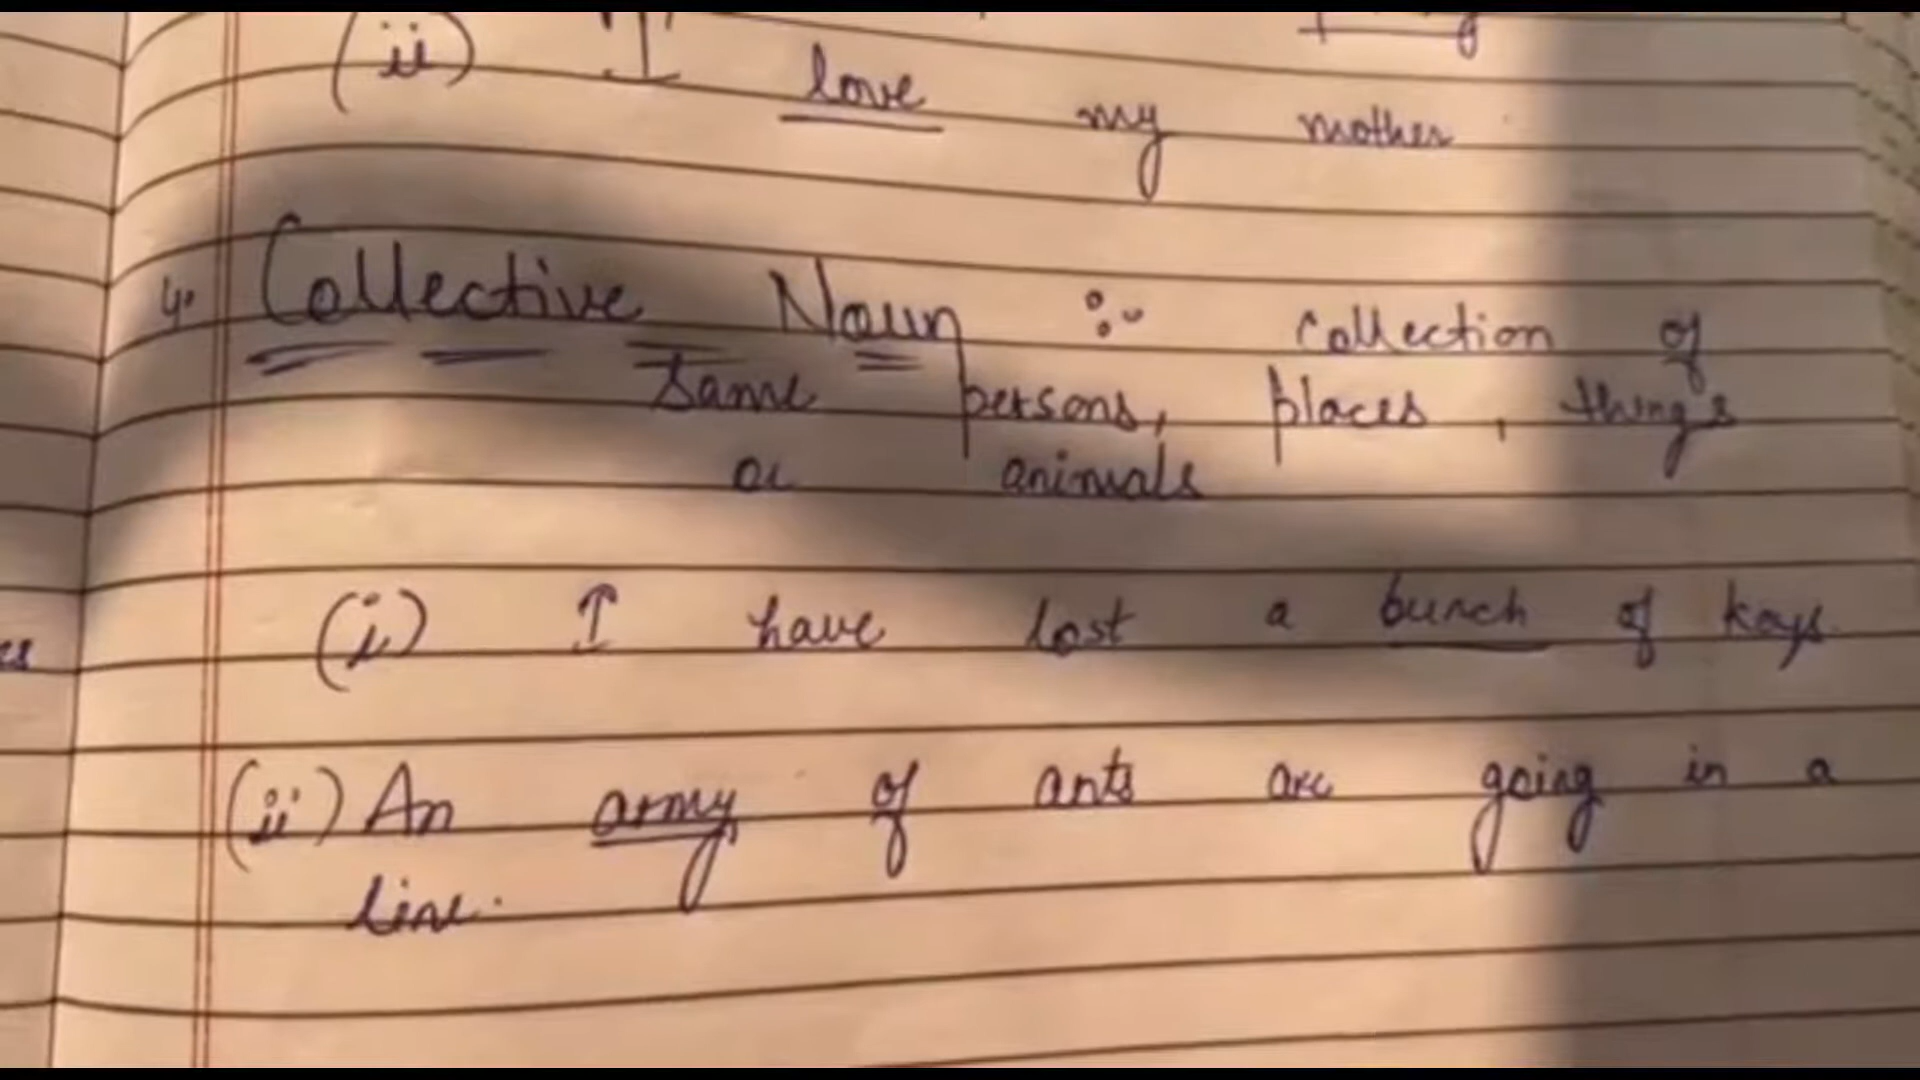 (ii) I love my mother
4. Collective Noun :- Collection of
same persons, places, things
or animals
(i) I have lost a bunch of keys.
(ii) An army of ants are going in a
line.